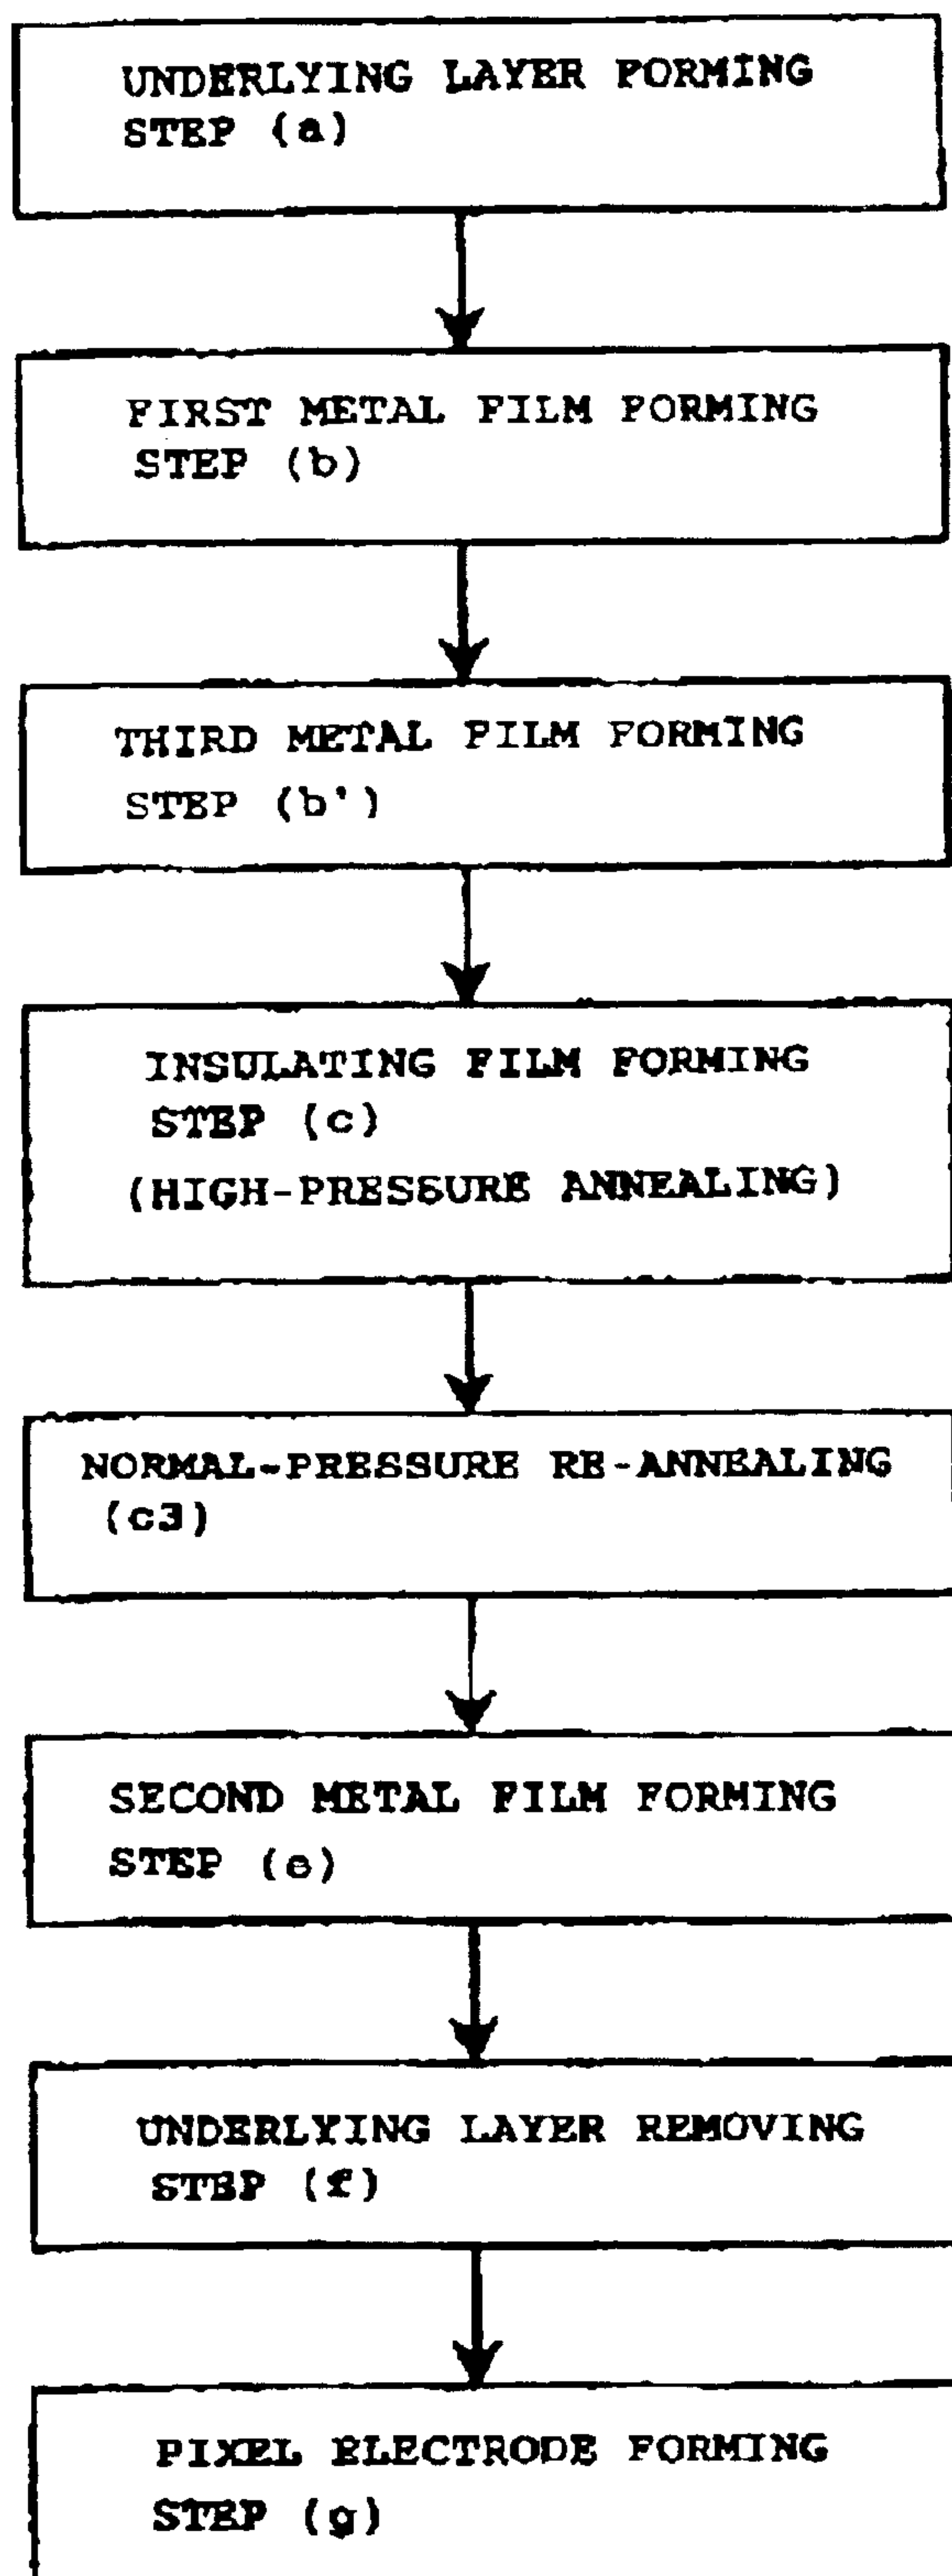 UNDERLYING LAYER FORMING
STEP (a)
FIRST METAL FILM FORMING
STEP (b)
THIRD METAL FILM FORMING
STEP (b')
INSULATING FILM FORMING
STEP (c)
(HIGH-PRESSURE ANNEALING)
NORMAL-PRESSURE RE-ANNEALING
(c3)
SECOND METAL FILM FORMING
STEP (e)
UNDERLYING LAYER REMOVING
STEP (f)
PIXEL ELECTRODE FORMING
STEP (g)